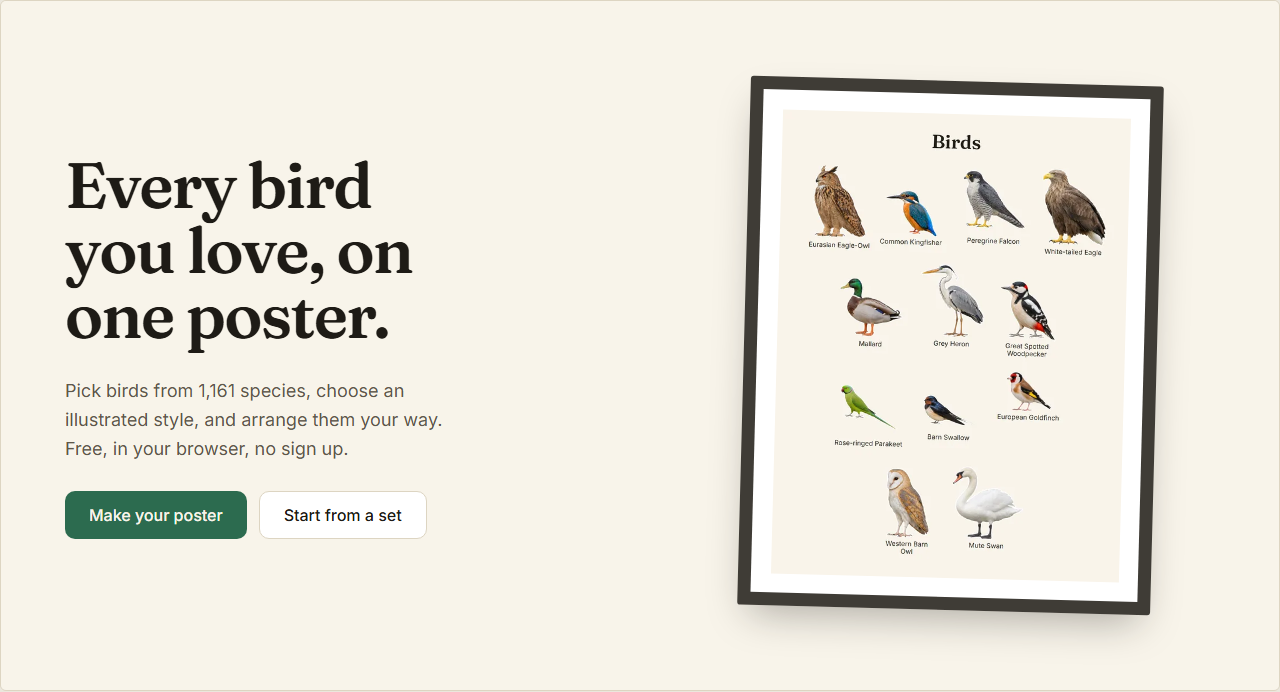 Every bird
you love, on
one poster.
Pick birds from 1,161 species, choose an
illustrated style, and arrange them your way.
Free, in your browser, no sign up.
Make your poster
Start from a set
Birds
Eurasian Eagle-Owl
Common Kingfisher
Peregrine Falcon
White-tailed Eagle
Mallard
Grey Heron
Great Spotted
Woodpecker
Rose-ringed Parakeet
Barn Swallow
European Goldfinch
Western Barn
Owl
Mute Swan